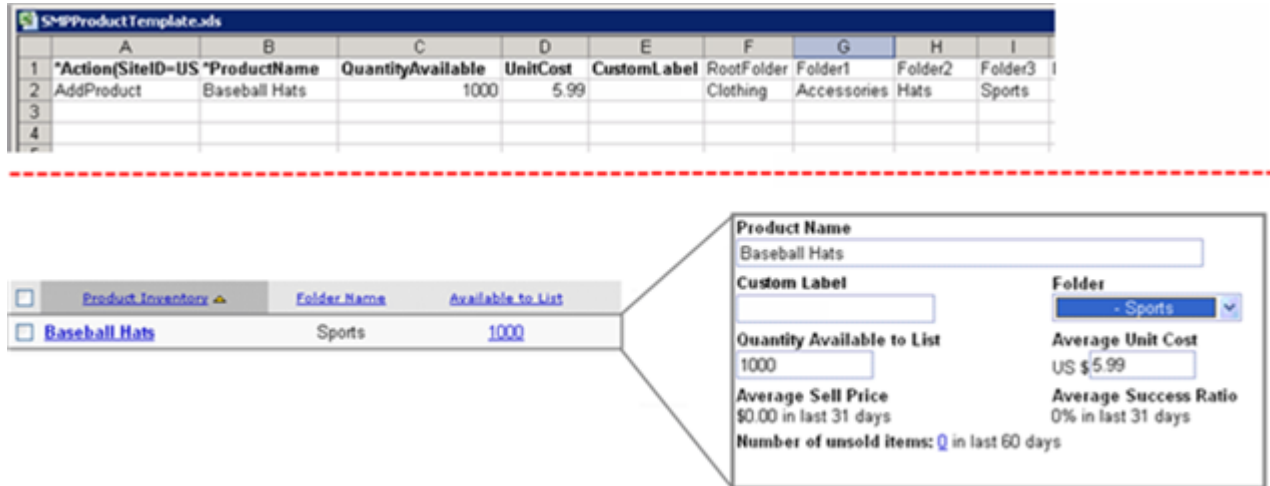 SMPProductTemplate.xls
A B C D E F G H I
1 *Action(SiteID=US *ProductName QuantityAvailable UnitCost CustomLabel RootFolder Folder1 Folder2 Folder3
2 AddProduct Baseball Hats 1000 5.99 Clothing Accessories Hats Sports
3
4
Product Name
Baseball Hats
Custom Label Folder
Product Inventory Folder Name Available to List
- Sports
Baseball Hats Sports 1000
Quantity Available to List Average Unit Cost
1000 US $5.99
Average Sell Price Average Success Ratio
$0.00 in last 31 days 0% in last 31 days
Number of unsold items: 0 in last 60 days